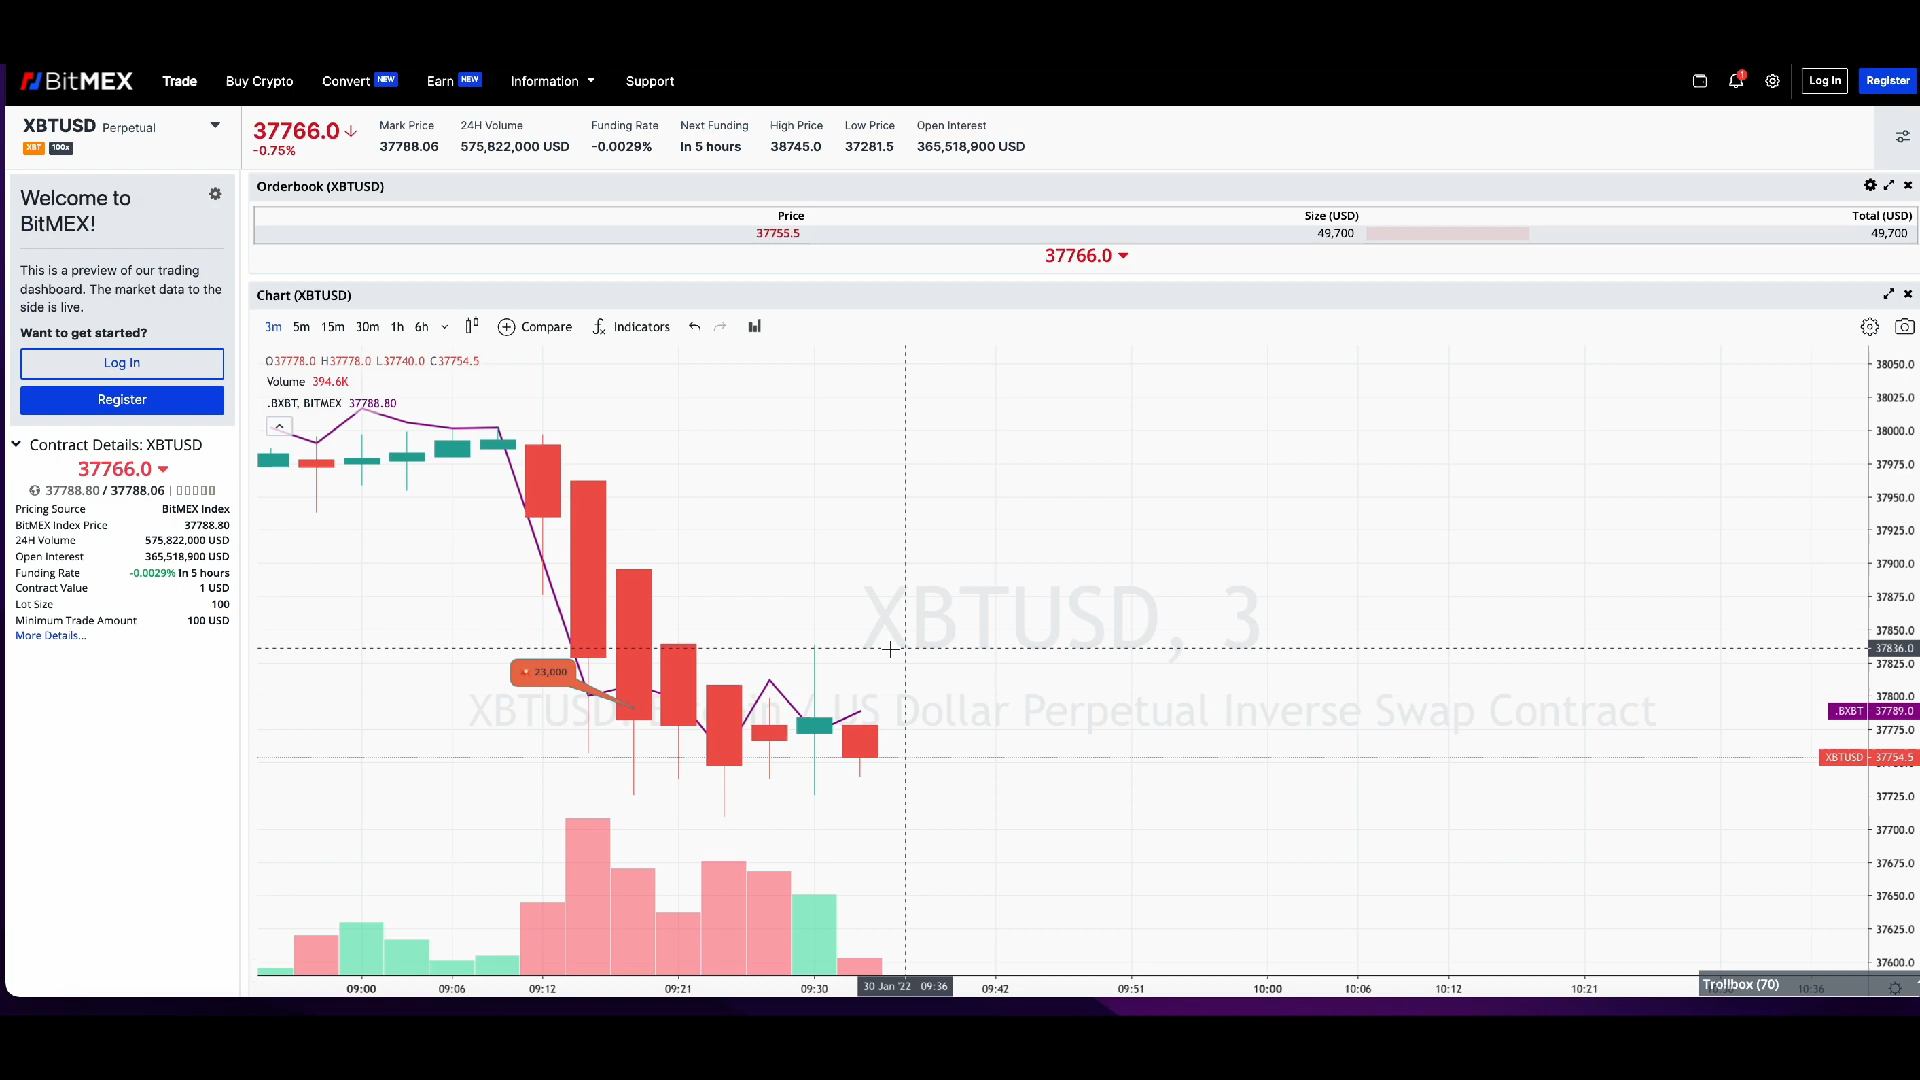 BitMEX Trade Buy Crypto Convert NEW Earn NEW Information Support 1 Log In Register
XBTUSD Perpetual
XBT 100x
37766.0
-0.75%
Mark Price 24H Volume Funding Rate Next Funding High Price Low Price Open Interest
37788.06 575,822,000 USD -0.0029% In 5 hours 38745.0 37281.5 365,518,900 USD
Welcome to
BitMEX!
This is a preview of our trading
dashboard. The market data to the
side is live.
Want to get started?
Log In
Register
Contract Details: XBTUSD
37766.0
37788.80 / 37788.06 |
Pricing Source BitMEX Index
BitMEX Index Price 37788.80
24H Volume 575,822,000 USD
Open Interest 365,518,900 USD
Funding Rate -0.0029% In 5 hours
Contract Value 1 USD
Lot Size 100
Minimum Trade Amount 100 USD
More Details...
Orderbook (XBTUSD)
Price Size (USD) Total (USD)
37755.5 49,700 49,700
37766.0
Chart (XBTUSD)
3m 5m 15m 30m 1h 6h Compare Indicators
O37778.0 H37778.0 L37740.0 C37754.5
Volume 394.6K
.BXBT, BITMEX 37788.80
23,000
XBTUSD, 3
XBTUSD: US Dollar Perpetual Inverse Swap Contract
38050.0
38025.0
38000.0
37975.0
37950.0
37925.0
37900.0
37875.0
37850.0
37836.0
37825.0
37800.0
.BXBT 37789.0
37775.0
XBTUSD 37754.5
37725.0
37700.0
37675.0
37650.0
37625.0
37600.0
09:00 09:06 09:12 09:21 09:30 30 Jan '22 09:36 09:42 09:51 10:00 10:06 10:12 10:21 10:36
Trollbox (70)